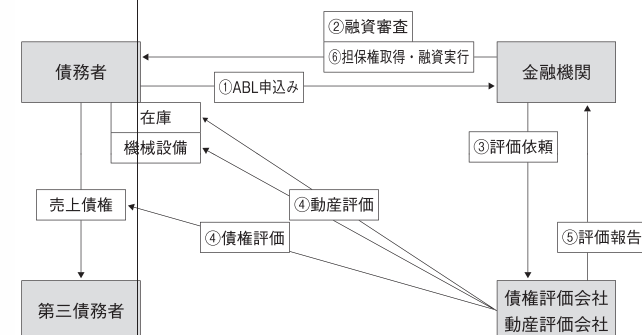 ②融資審査
⑥担保権取得・融資実行
債務者
金融機関
①ABL申込み
在庫
機械設備
③評価依頼
売上債権
④動産評価
④債権評価
⑤評価報告
第三債務者
債権評価会社
動産評価会社